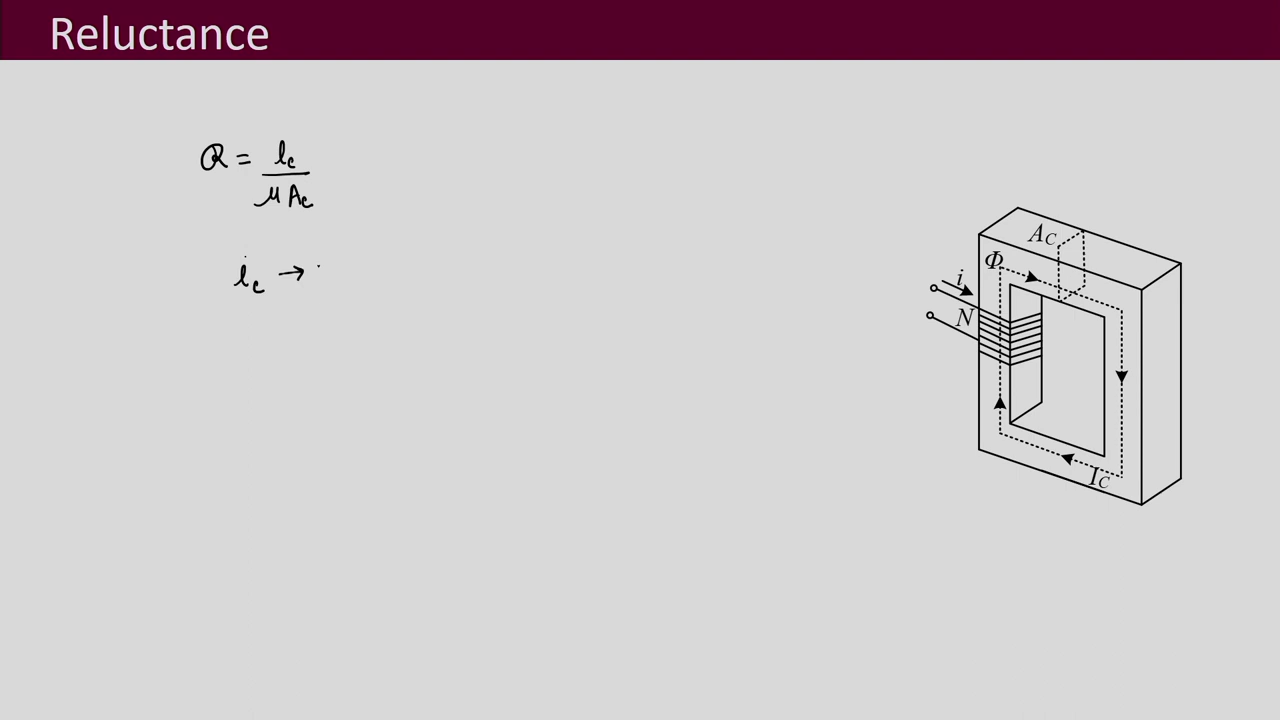 Reluctance
ℛ = l_c / μA_c
l_c → 
A_C
Φ
i
N
l_C